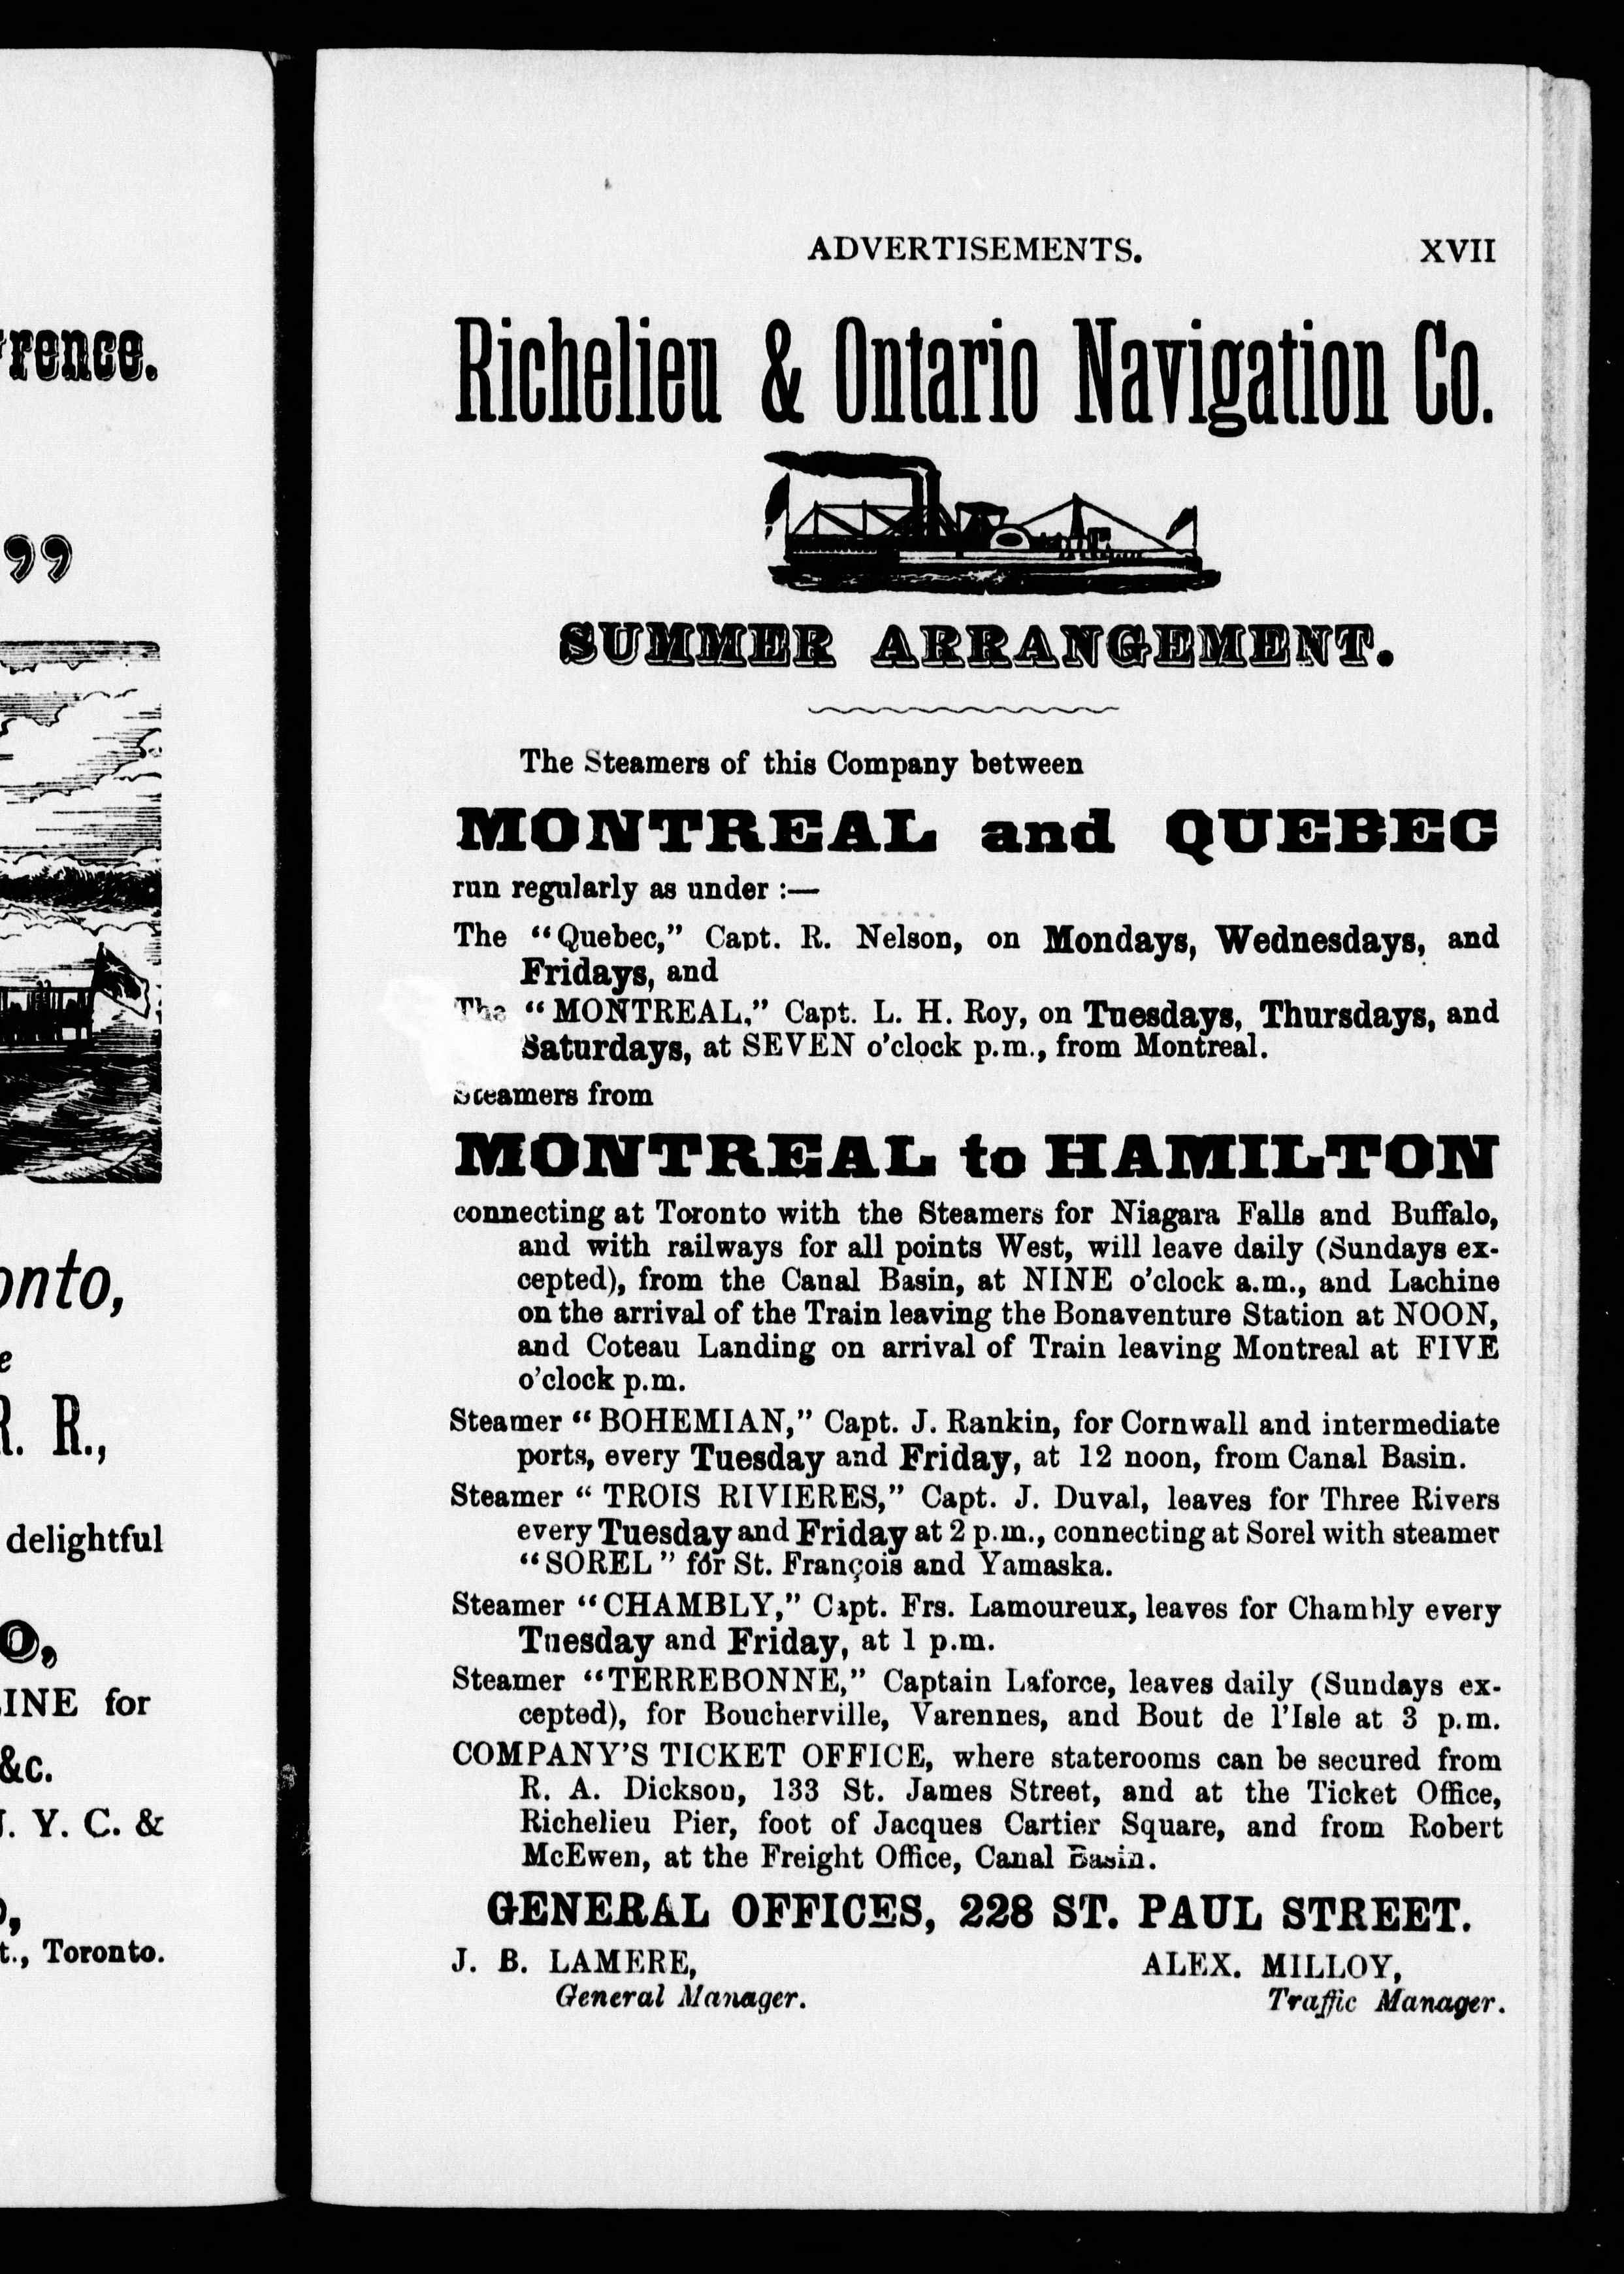 rence.
”
onto,
e
R. R.,
delightful
O,
LINE for
&c.
Y. C. &
t., Toronto.
ADVERTISEMENTS. XVII
Richelieu & Ontario Navigation Co.
SUMMER ARRANGEMENT.
The Steamers of this Company between
MONTREAL and QUEBEC
run regularly as under :—
The “Quebec,” Capt. R. Nelson, on Mondays, Wednesdays, and
Fridays, and
The “MONTREAL,” Capt. L. H. Roy, on Tuesdays, Thursdays, and
Saturdays, at SEVEN o’clock p.m., from Montreal.
Steamers from
MONTREAL to HAMILTON
connecting at Toronto with the Steamers for Niagara Falls and Buffalo,
and with railways for all points West, will leave daily (Sundays ex-
cepted), from the Canal Basin, at NINE o’clock a.m., and Lachine
on the arrival of the Train leaving the Bonaventure Station at NOON,
and Coteau Landing on arrival of Train leaving Montreal at FIVE
o’clock p.m.
Steamer “BOHEMIAN,” Capt. J. Rankin, for Cornwall and intermediate
ports, every Tuesday and Friday, at 12 noon, from Canal Basin.
Steamer “TROIS RIVIERES,” Capt. J. Duval, leaves for Three Rivers
every Tuesday and Friday at 2 p.m., connecting at Sorel with steamer
“SOREL” for St. François and Yamaska.
Steamer “CHAMBLY,” Capt. Frs. Lamoureux, leaves for Chambly every
Tuesday and Friday, at 1 p.m.
Steamer “TERREBONNE,” Captain Laforce, leaves daily (Sundays ex-
cepted), for Boucherville, Varennes, and Bout de l’Isle at 3 p.m.
COMPANY’S TICKET OFFICE, where staterooms can be secured from
R. A. Dickson, 133 St. James Street, and at the Ticket Office,
Richelieu Pier, foot of Jacques Cartier Square, and from Robert
McEwen, at the Freight Office, Canal Basin.
GENERAL OFFICES, 228 ST. PAUL STREET.
J. B. LAMERE, ALEX. MILLOY,
General Manager. Traffic Manager.